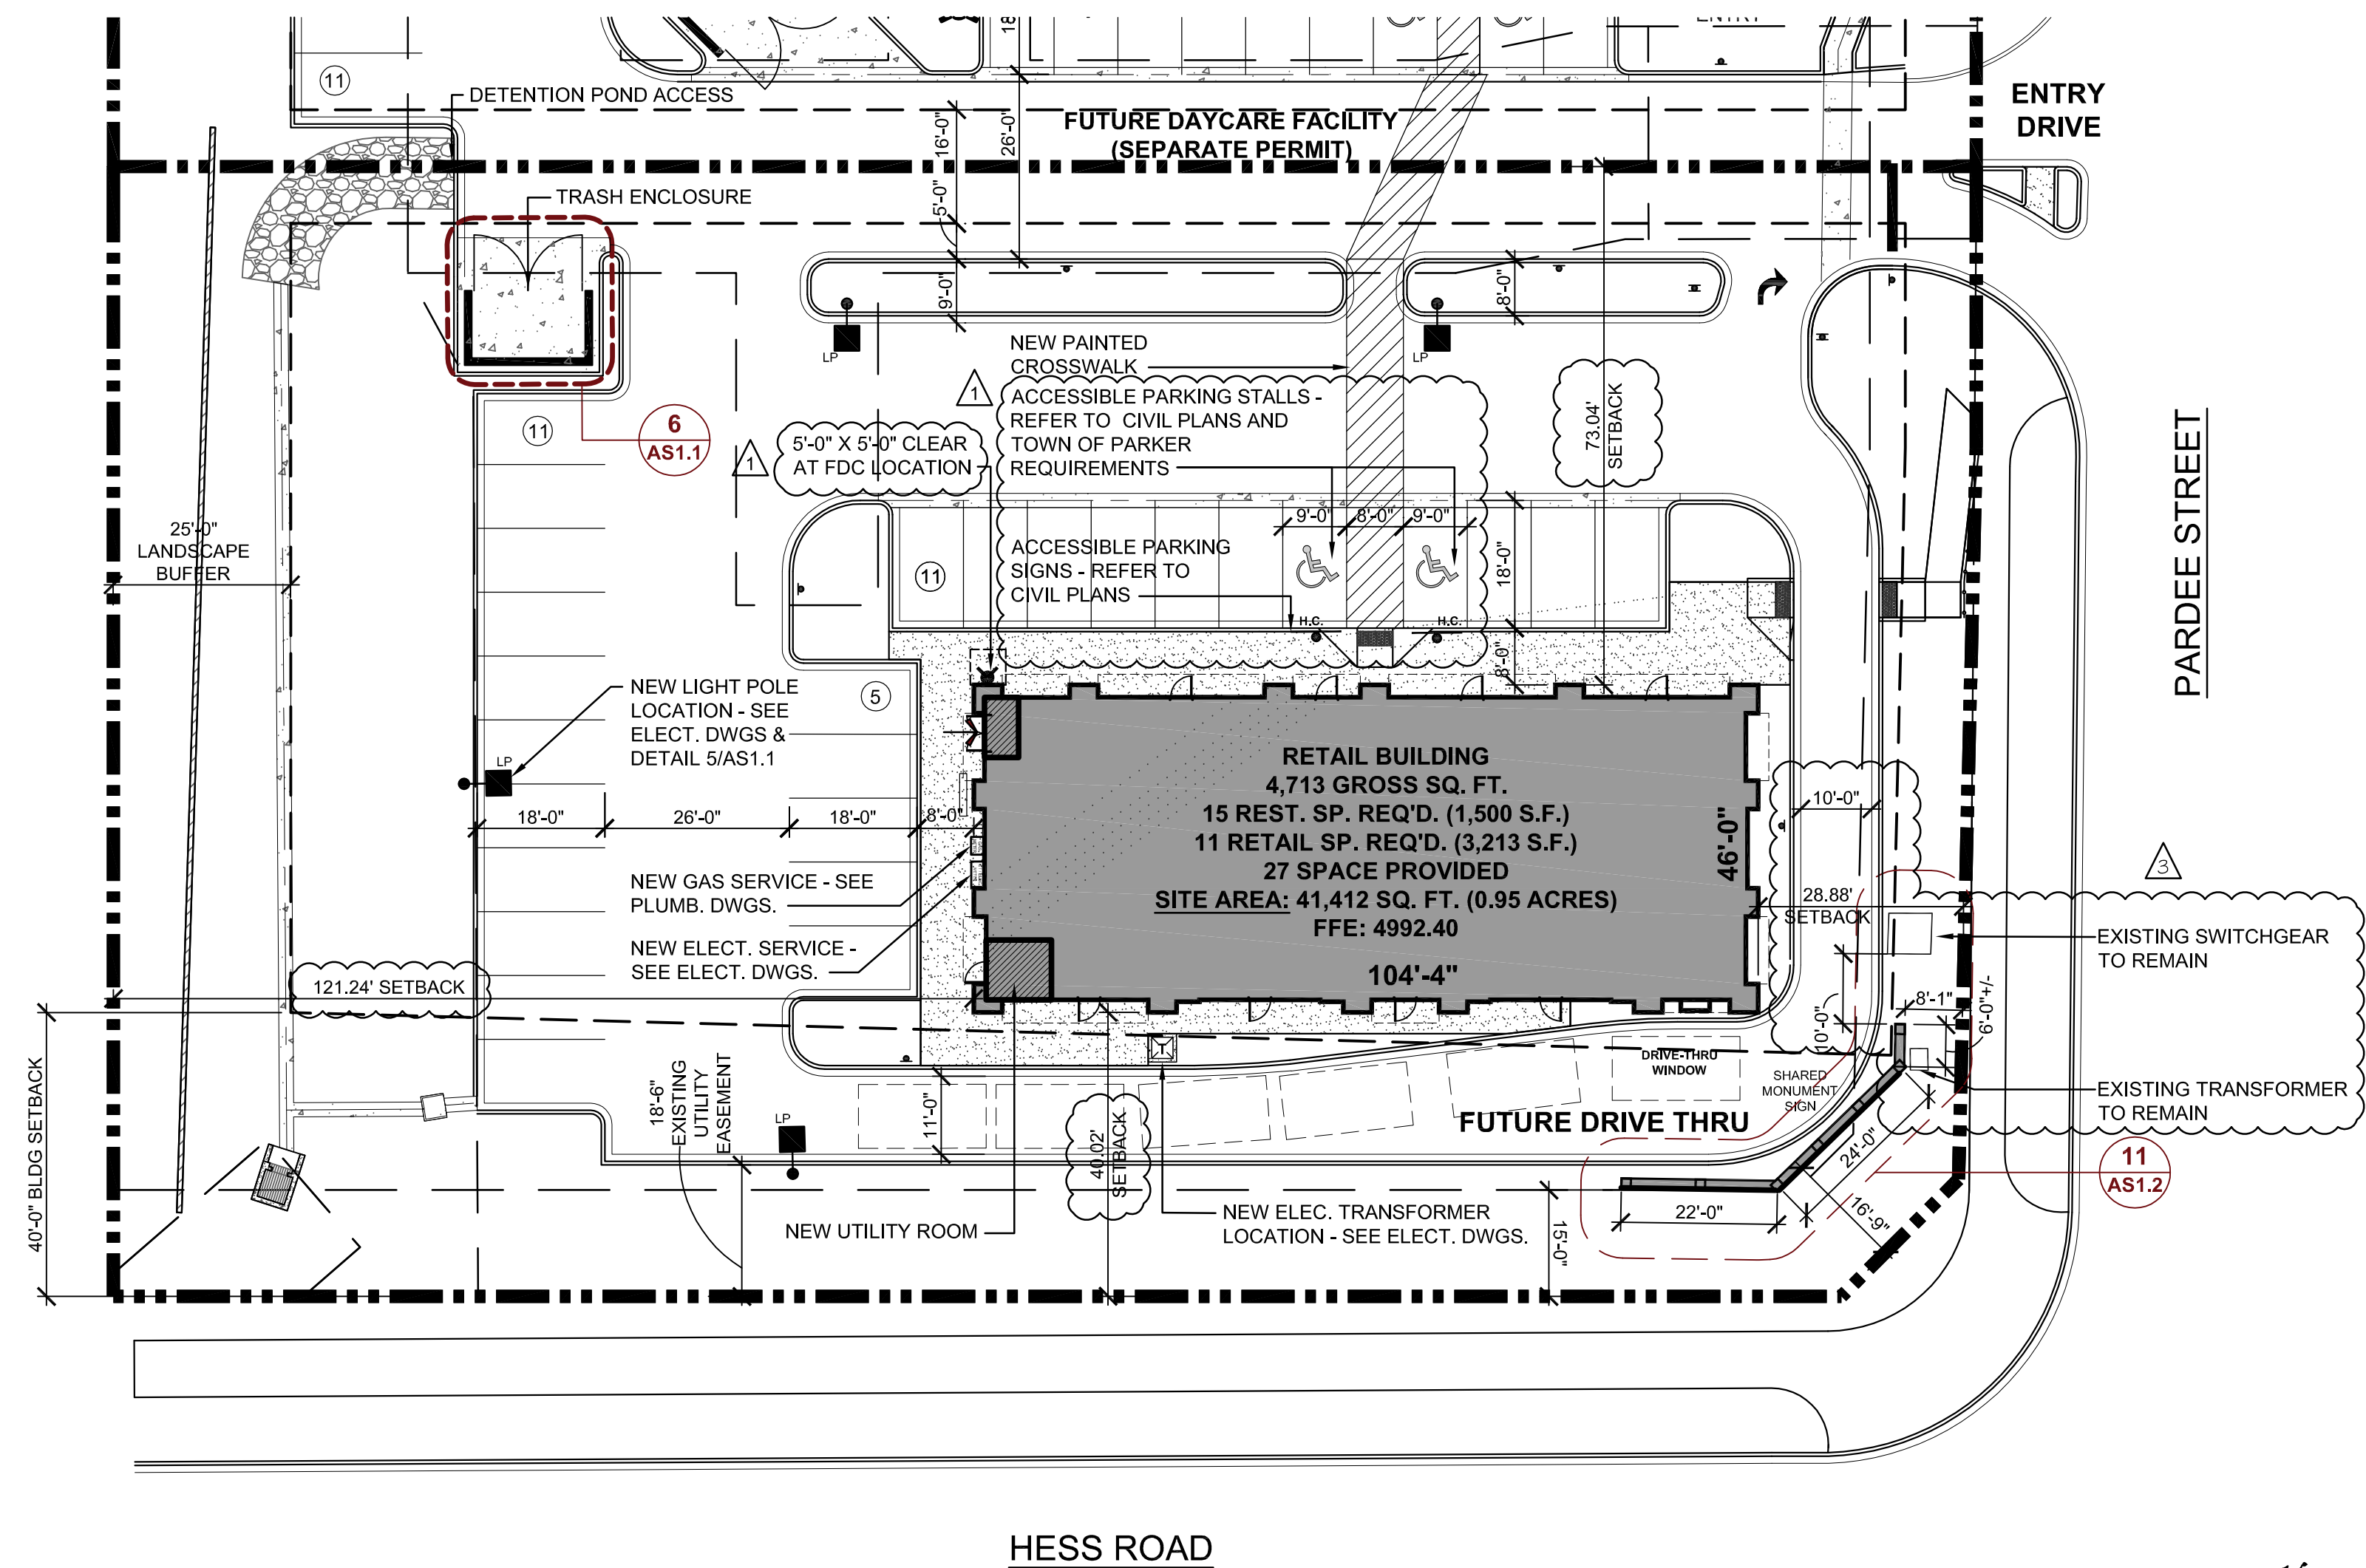 18
ENTRY
11
DETENTION POND ACCESS
ENTRY
DRIVE
FUTURE DAYCARE FACILITY
(SEPARATE PERMIT)
16'-0"
26'-0"
TRASH ENCLOSURE
5'-0"
9'-0"
8'-0"
LP
LP
NEW PAINTED
CROSSWALK
1
ACCESSIBLE PARKING STALLS -
REFER TO CIVIL PLANS AND
TOWN OF PARKER
REQUIREMENTS
73.04'
SETBACK
6
AS1.1
11
1
5'-0" X 5'-0" CLEAR
AT FDC LOCATION
PARDEE STREET
25'-0"
LANDSCAPE
BUFFER
9'-0"
8'-0"
9'-0"
ACCESSIBLE PARKING
SIGNS - REFER TO
CIVIL PLANS
11
18'-0"
H.C.
H.C.
8'-0"
NEW LIGHT POLE
LOCATION - SEE
ELECT. DWGS &
DETAIL 5/AS1.1
5
LP
RETAIL BUILDING
4,713 GROSS SQ. FT.
15 REST. SP. REQ'D. (1,500 S.F.)
11 RETAIL SP. REQ'D. (3,213 S.F.)
27 SPACE PROVIDED
SITE AREA: 41,412 SQ. FT. (0.95 ACRES)
FFE: 4992.40
104'-4"
46'-0"
18'-0"
26'-0"
18'-0"
8'-0"
10'-0"
3
28.88'
SETBACK
NEW GAS SERVICE - SEE
PLUMB. DWGS.
NEW ELECT. SERVICE -
SEE ELECT. DWGS.
EXISTING SWITCHGEAR
TO REMAIN
121.24' SETBACK
8'-1"
6'-0"+/-
10'-0"
T
DRIVE-THRU
WINDOW
SHARED
MONUMENT
SIGN
EXISTING TRANSFORMER
TO REMAIN
40'-0" BLDG SETBACK
18'-6"
EXISTING
UTILITY
EASEMENT
LP
11'-0"
40.02'
SETBACK
FUTURE DRIVE THRU
24'-0"
11
AS1.2
NEW UTILITY ROOM
NEW ELEC. TRANSFORMER
LOCATION - SEE ELECT. DWGS.
22'-0"
16'-9"
15'-0"
HESS ROAD